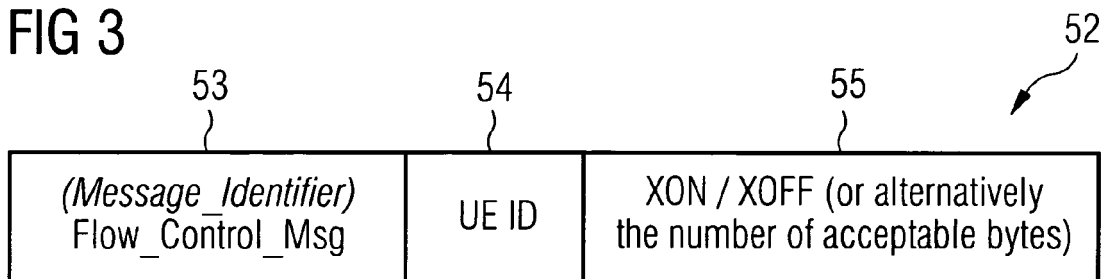 FIG 3
52
53
54
55
(Message_Identifier)
Flow_Control_Msg
UE ID
XON / XOFF (or alternatively
the number of acceptable bytes)